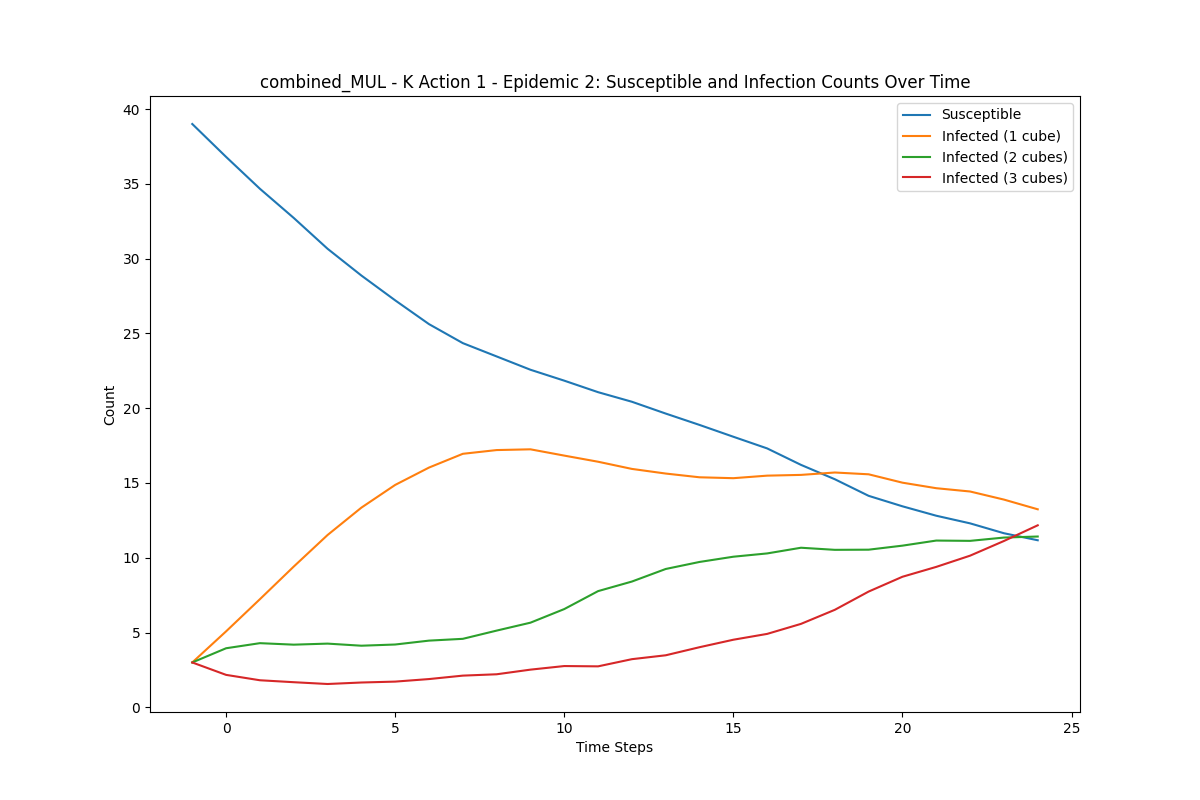 combined_MUL - K Action 1 - Epidemic 2: Susceptible and Infection Counts Over Time
Susceptible
Infected (1 cube)
Infected (2 cubes)
Infected (3 cubes)
Count
40
35
30
25
20
15
10
5
0
0 5 10 15 20 25
Time Steps